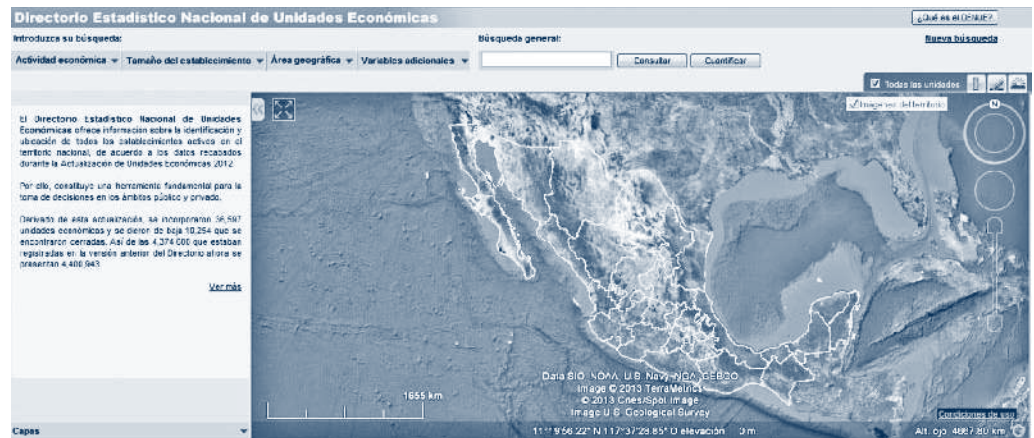 Directorio Estadístico Nacional de Unidades Económicas
¿Qué es el DENUE?
Introduzca su búsqueda:
Búsqueda general:
Nueva búsqueda
Actividad económica
Tamaño del establecimiento
Área geográfica
Variables adicionales
Consultar
Cuantificar
Todas las unidades
Imágenes del territorio
N
El Directorio Estadístico Nacional de Unidades
Económicas ofrece información sobre la identificación y
ubicación de todos los establecimientos activos en el
territorio nacional, de acuerdo a los datos recabados
durante la Actualización de Unidades Económicas 2012.
Por ello, constituye una herramienta fundamental para la
toma de decisiones en los ámbitos público y privado.
Derivado de esta actualización, se incorporaron 36,597
unidades económicas y se dieron de baja 10,254 que se
encontraron cerradas. Así de las 4,374,600 que estaban
registradas en la versión anterior del Directorio ahora se
presentan 4,400,943.
Ver más
Data SIO, NOAA, U.S. Navy, NGA, GEBCO
Image © 2013 TerraMetrics
© 2013 Cnes/Spot Image
Image U.S. Geological Survey
1655 km
Condiciones de uso
Capas
N 117°37'28.85" O elevación 0 m
Alt. ojo 4687.80 km